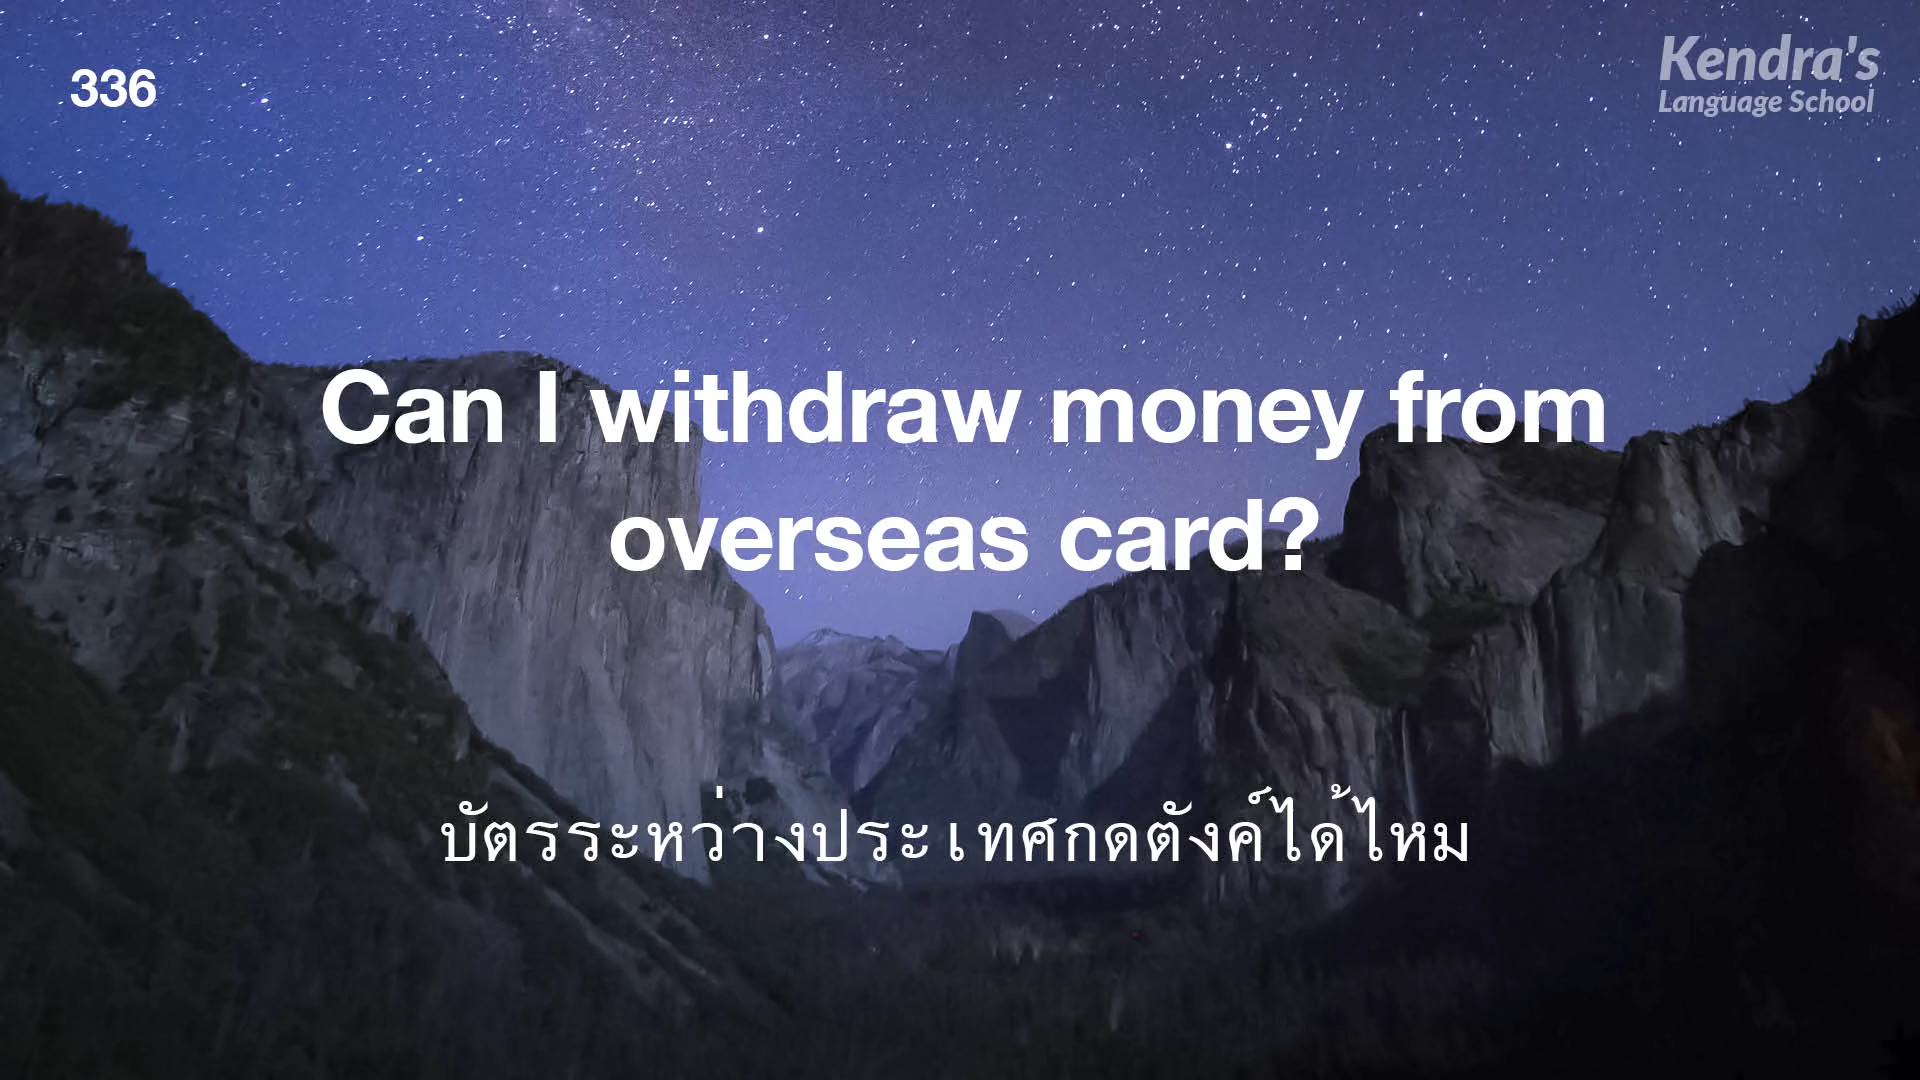 336
Kendra's
Language School
Can I withdraw money from
overseas card?
บัตรระหว่างประเทศกดตังค์ได้ไหม